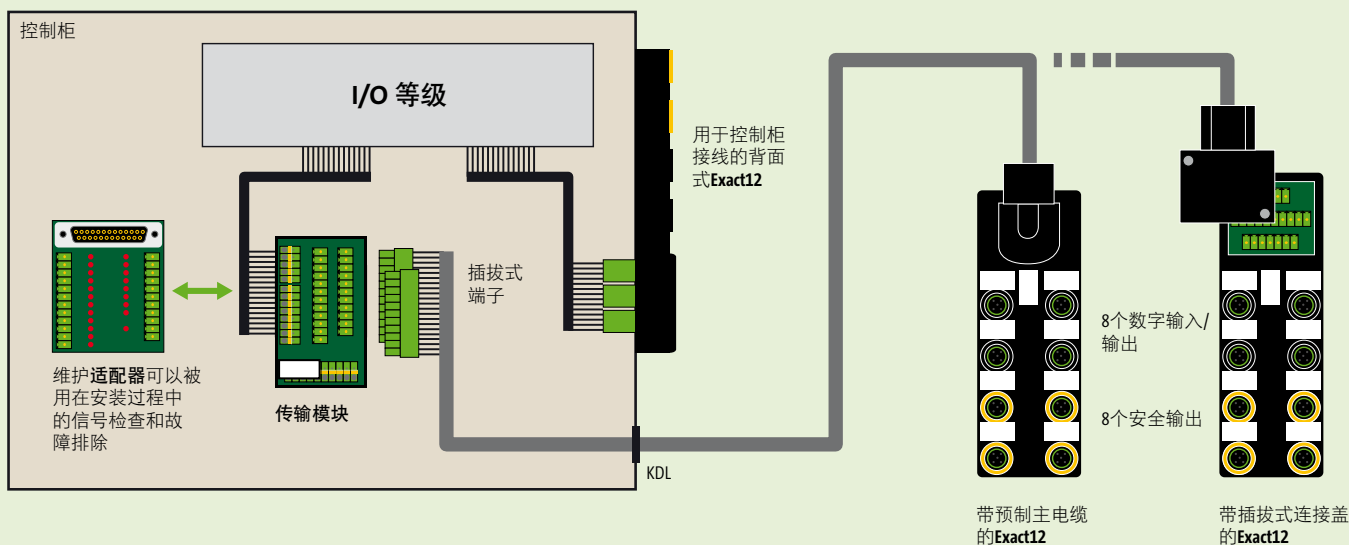 控制柜
I/O 等级
用于控制柜
接线的背面
式Exact12
插拔式
端子
维护适配器可以被
用在安装过程中
的信号检查和故
障排除
传输模块
KDL
8个数字输入/
输出
8个安全输出
带预制主电缆
的Exact12
带插拔式连接盖
的Exact12